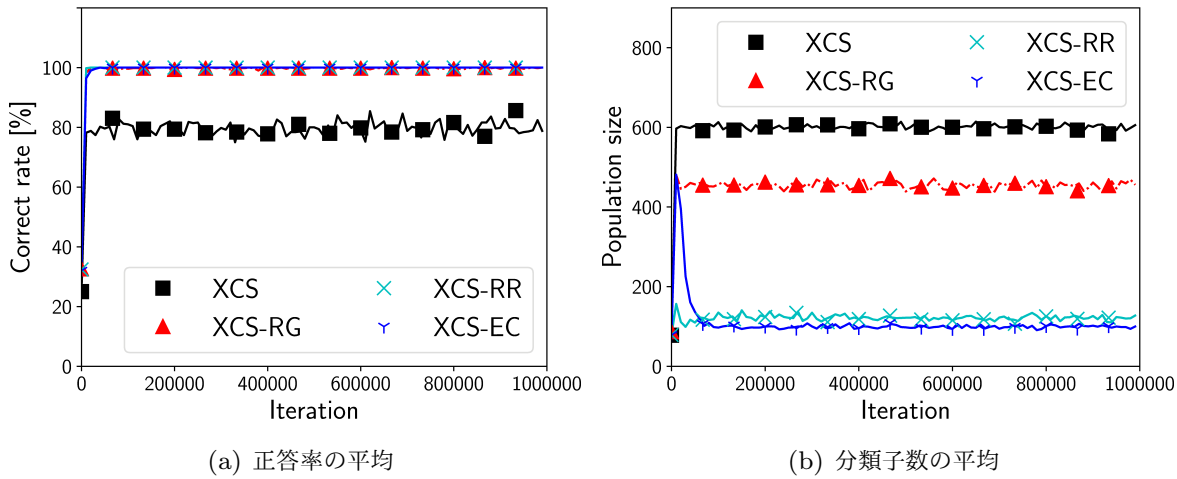 Correct rate [%]
100
80
60
40
20
0
XCS
XCS-RG
XCS-RR
XCS-EC
0 200000 400000 600000 800000 1000000
Iteration
(a) 正答率の平均
Population size
800
600
400
200
0
XCS
XCS-RG
XCS-RR
XCS-EC
0 200000 400000 600000 800000 1000000
Iteration
(b) 分類子数の平均